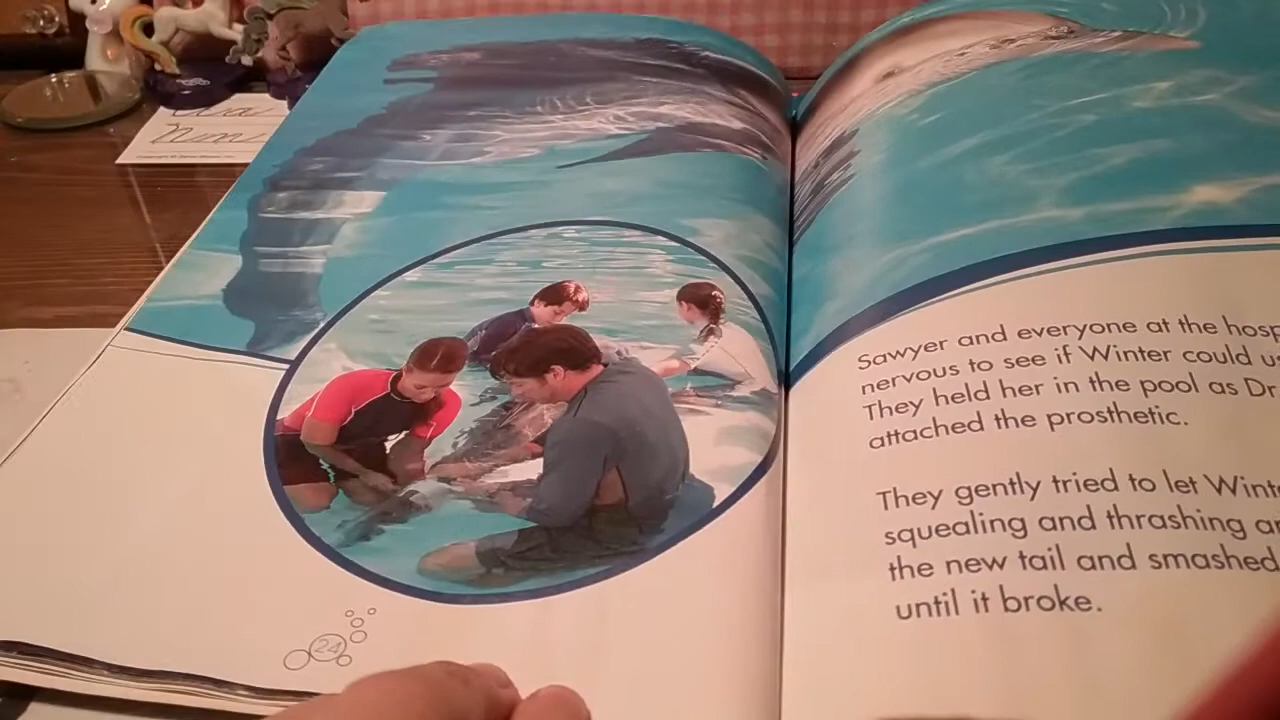 Nm
24
Sawyer and everyone at the hosp
nervous to see if Winter could u
They held her in the pool as Dr
attached the prosthetic.
They gently tried to let Wint
squealing and thrashing a
the new tail and smashed
until it broke.